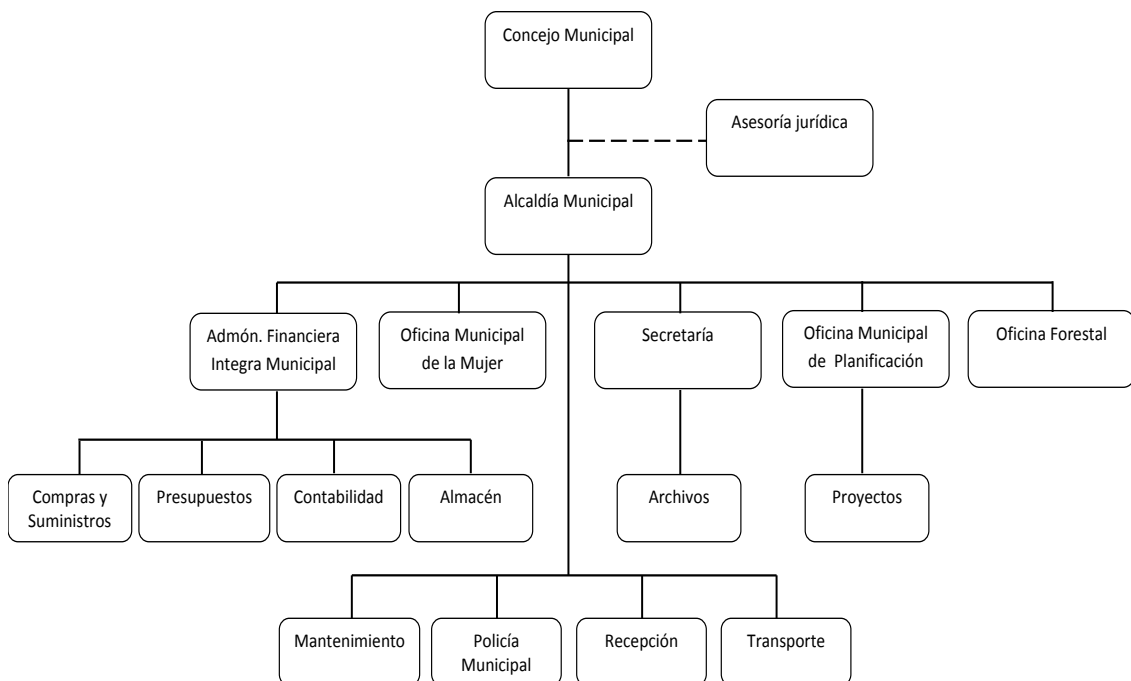 Concejo Municipal
Asesoría jurídica
Alcaldía Municipal
Admón. Financiera
Integra Municipal
Oficina Municipal
de la Mujer
Secretaría
Oficina Municipal
de Planificación
Oficina Forestal
Compras y
Suministros
Presupuestos
Contabilidad
Almacén
Archivos
Proyectos
Mantenimiento
Policía
Municipal
Recepción
Transporte